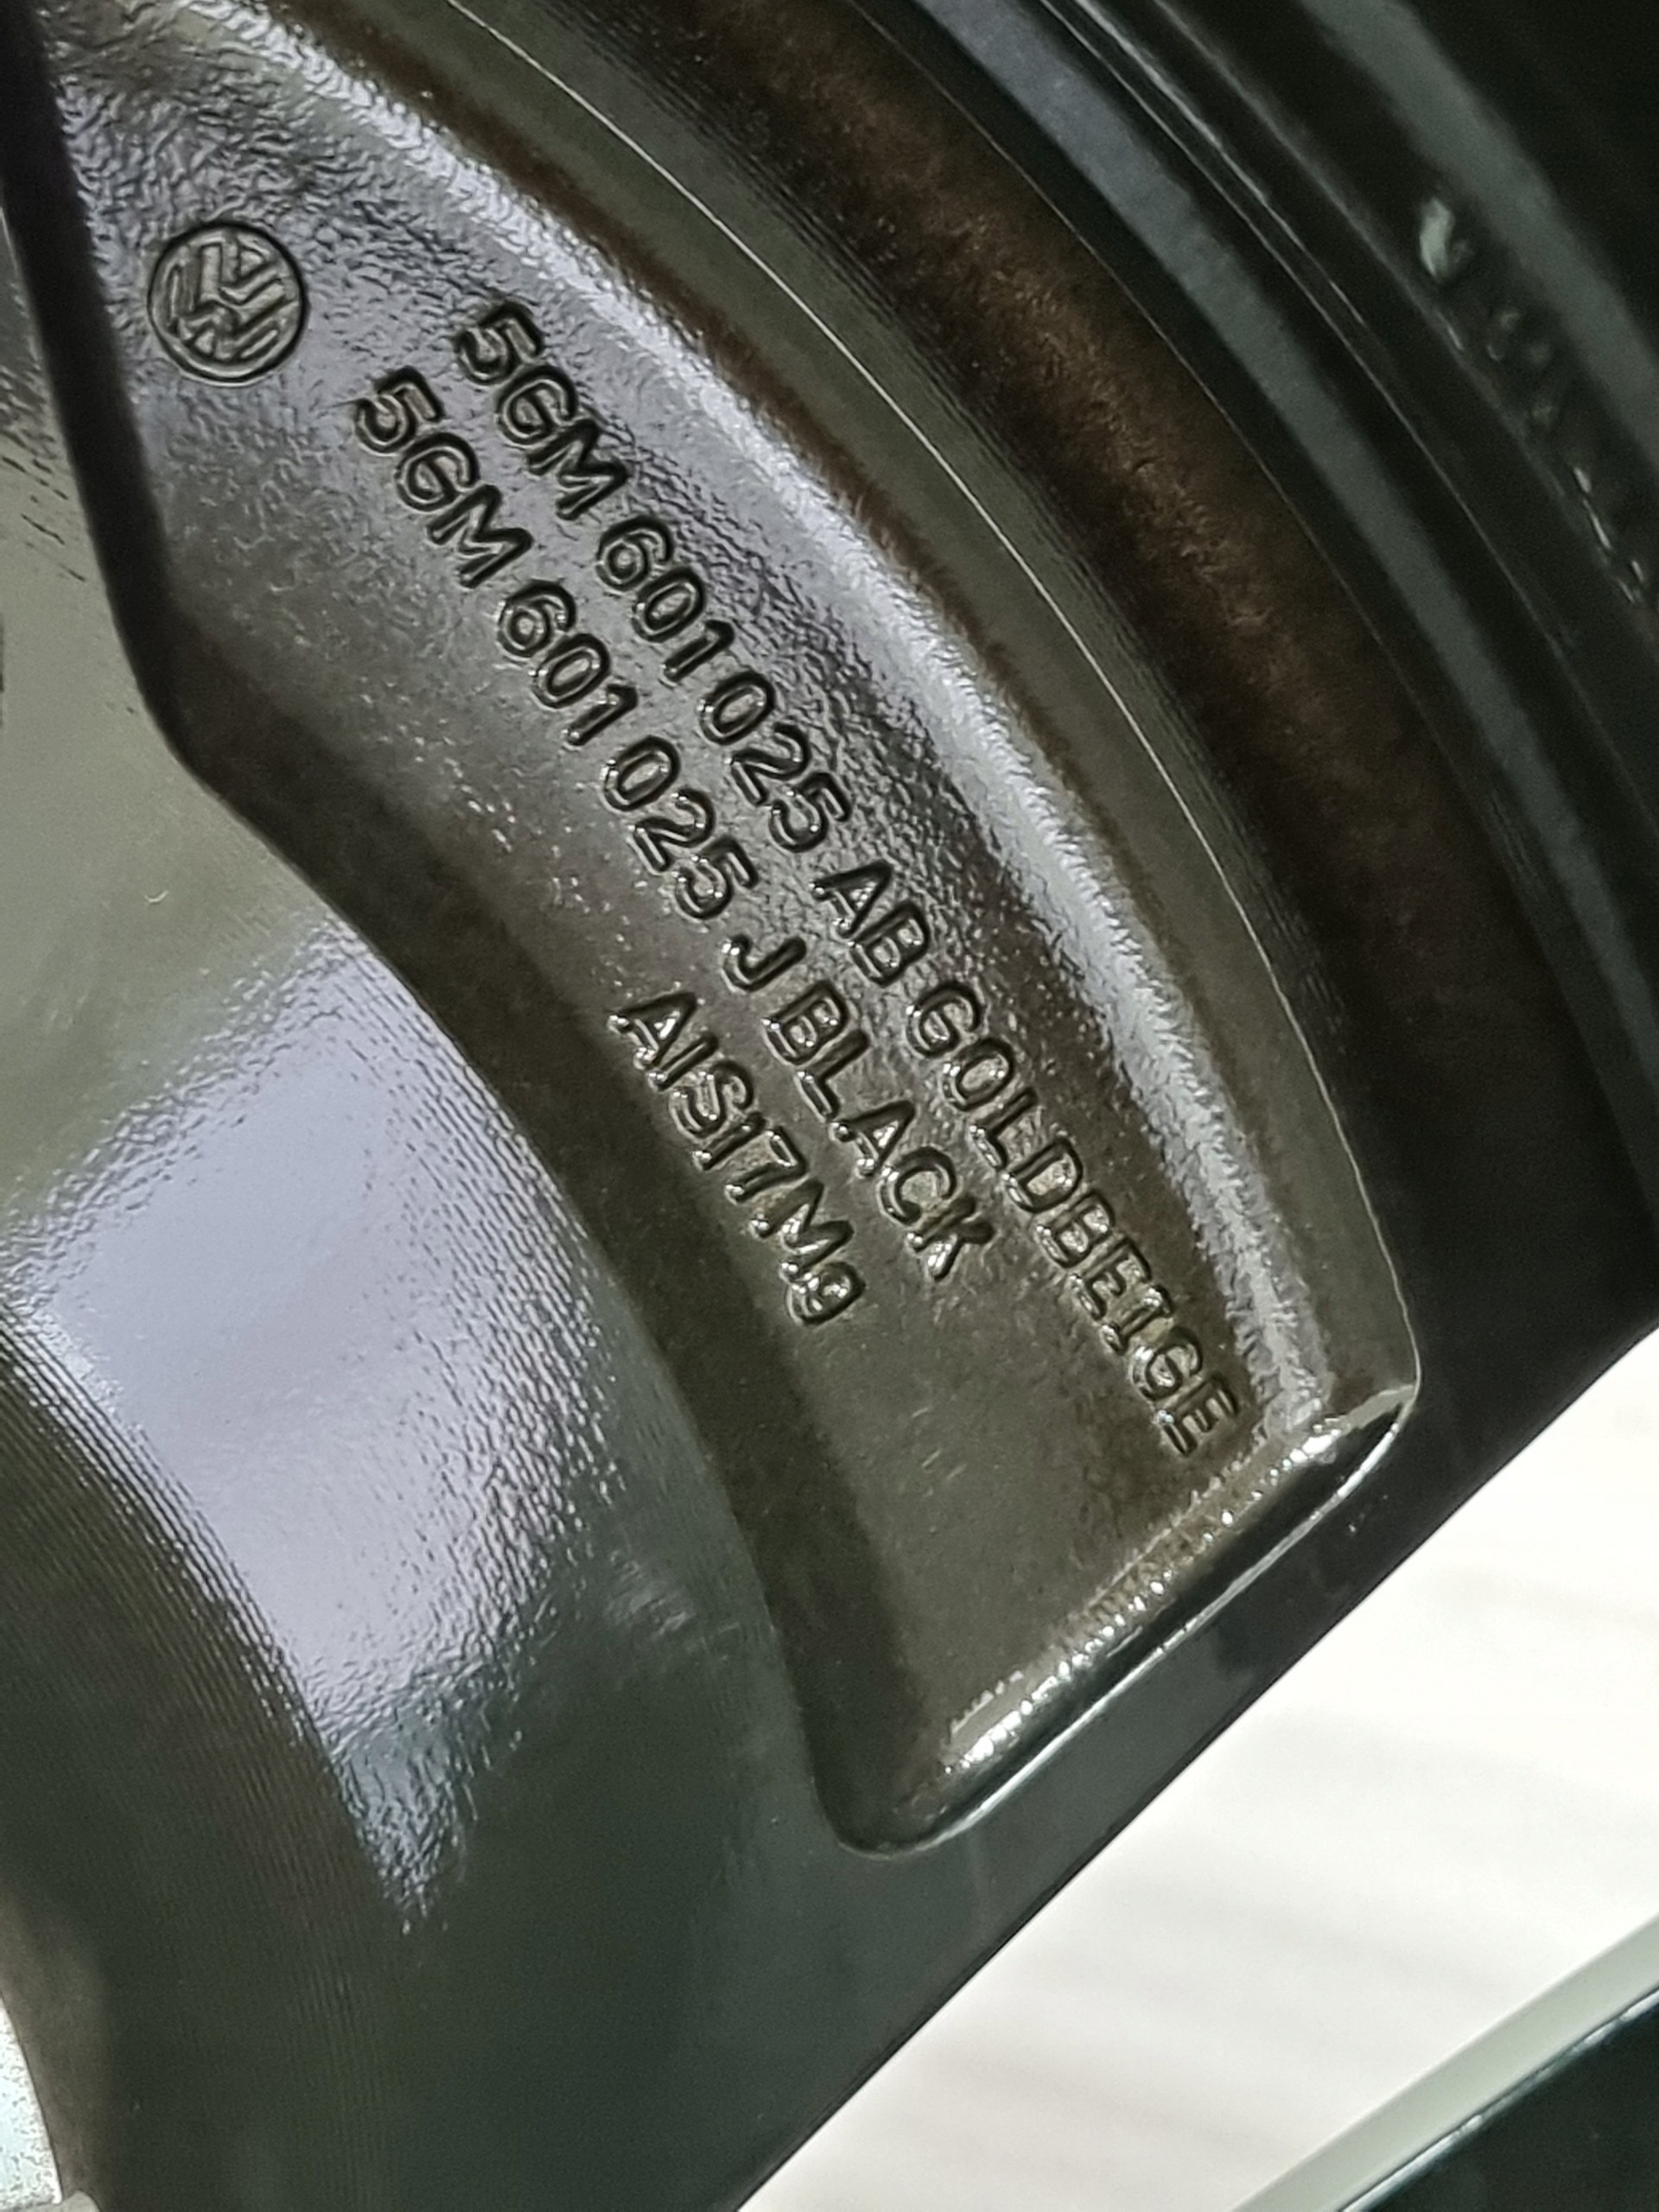 5GM 601 025 AB GOLDBEIGE
5GM 601 025 J BLACK
AlSI7Mg